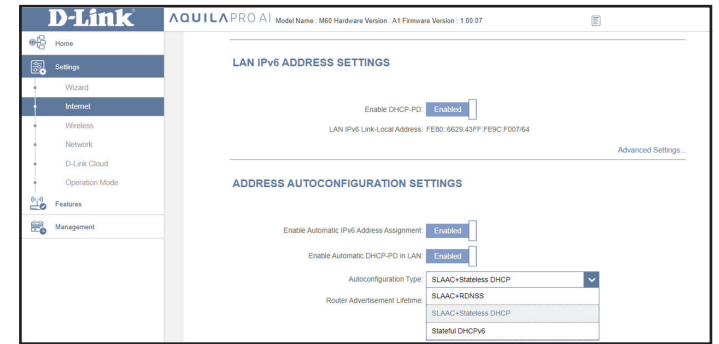 D-Link
AQUILA PRO AI Model Name : M60 Hardware Version : A1 Firmware Version : 1.00.07
Home
Settings
Wizard
Internet
Wireless
Network
D-Link Cloud
Operation Mode
Features
Management
LAN IPv6 ADDRESS SETTINGS
Enable DHCP-PD: Enabled
LAN IPv6 Link-Local Address: FE80::6629:43FF:FE9C:F007/64
Advanced Settings...
ADDRESS AUTOCONFIGURATION SETTINGS
Enable Automatic IPv6 Address Assignment: Enabled
Enable Automatic DHCP-PD in LAN: Enabled
Autoconfiguration Type: SLAAC+Stateless DHCP
SLAAC+RDNSS
Router Advertisement Lifetime:
SLAAC+Stateless DHCP
Stateful DHCPv6